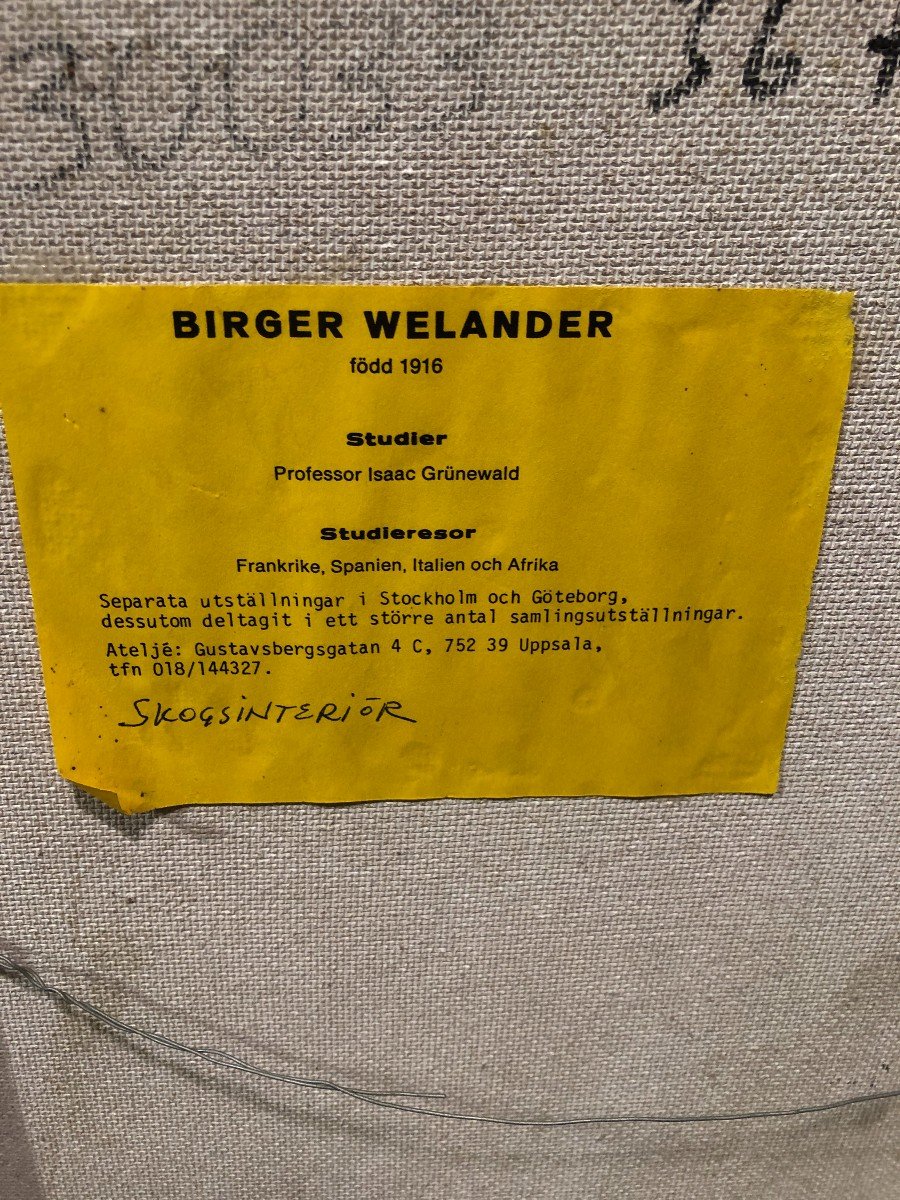 BIRGER WELANDER
född 1916
Studier
Professor Isaac Grünewald
Studieresor
Frankrike, Spanien, Italien och Afrika
Separata utställningar i Stockholm och Göteborg,
dessutom deltagit i ett större antal samlingsutställningar.
Ateljé: Gustavsbergsgatan 4 C, 752 39 Uppsala,
tfn 018/144327.
SKOGSINTERIÖR